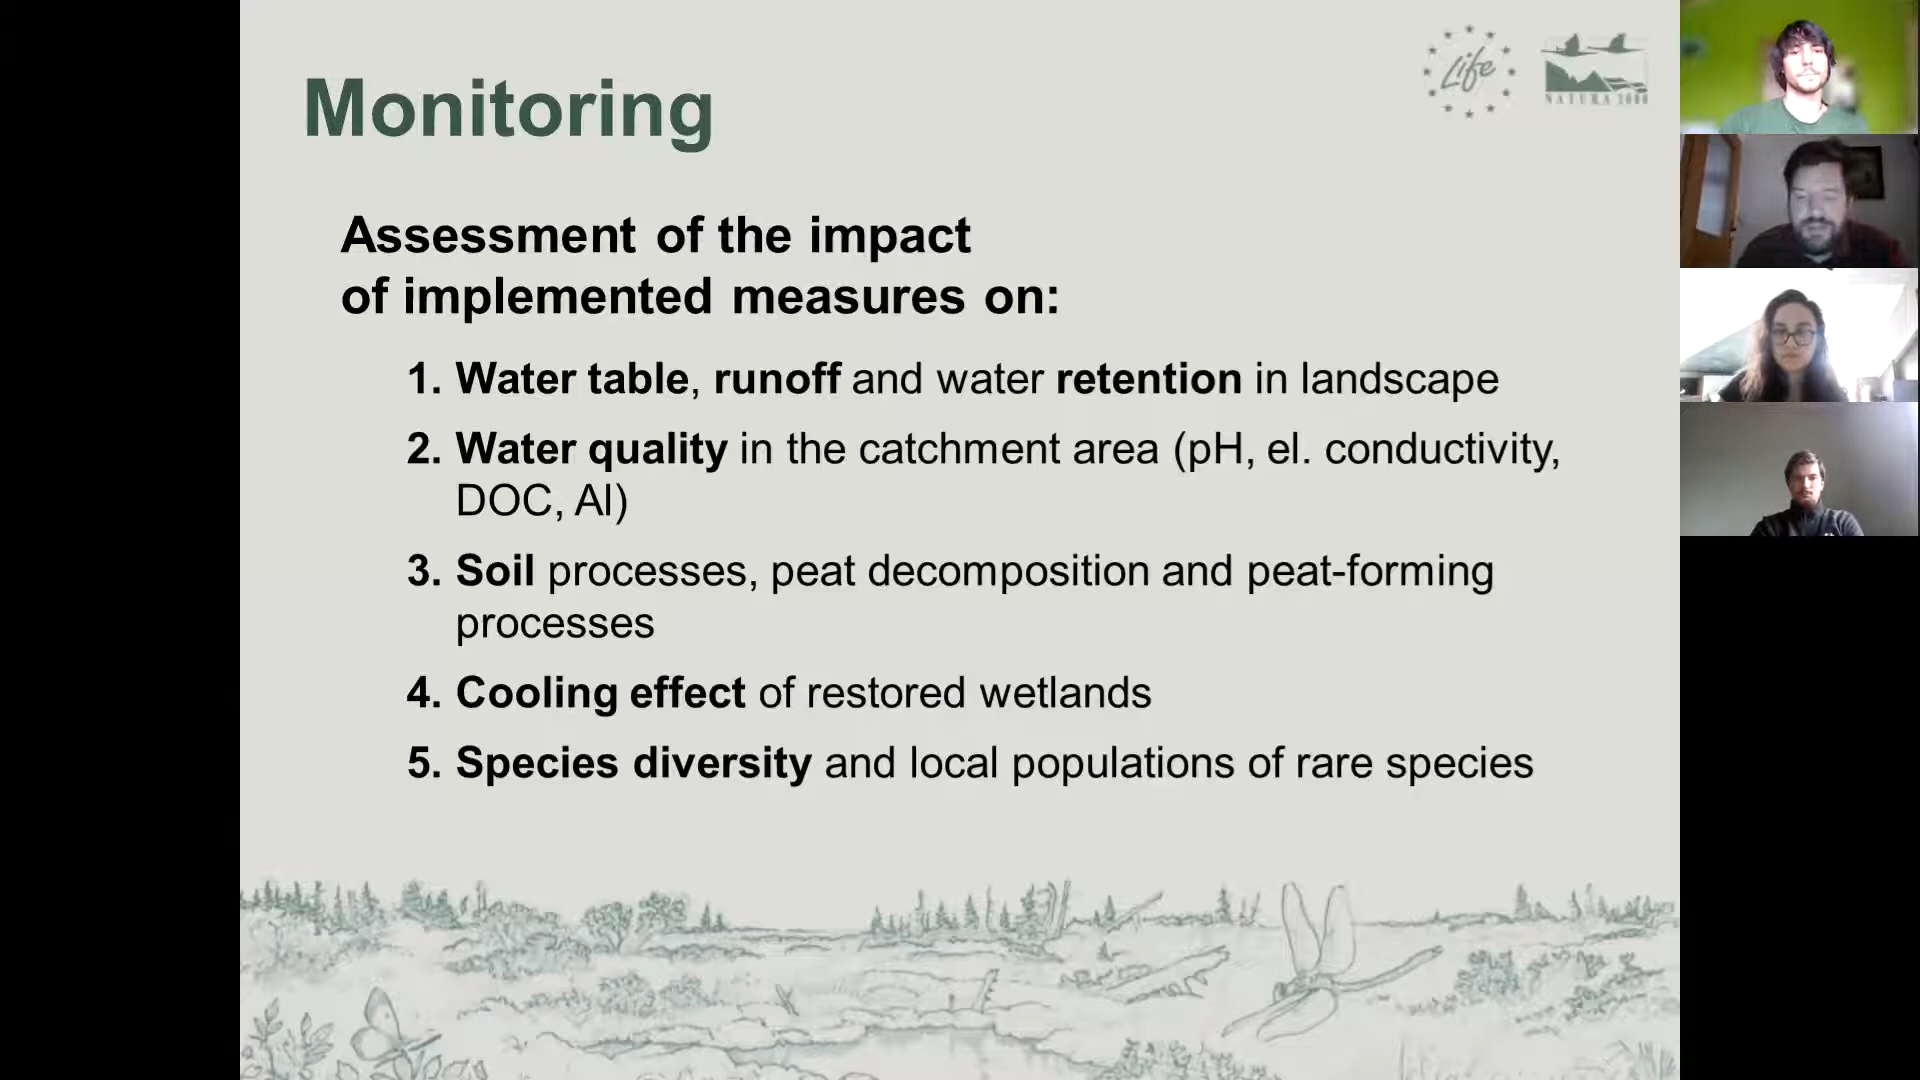 Life
NATURA 2000
Monitoring
Assessment of the impact
of implemented measures on:
1. Water table, runoff and water retention in landscape
2. Water quality in the catchment area (pH, el. conductivity,
DOC, Al)
3. Soil processes, peat decomposition and peat-forming
processes
4. Cooling effect of restored wetlands
5. Species diversity and local populations of rare species